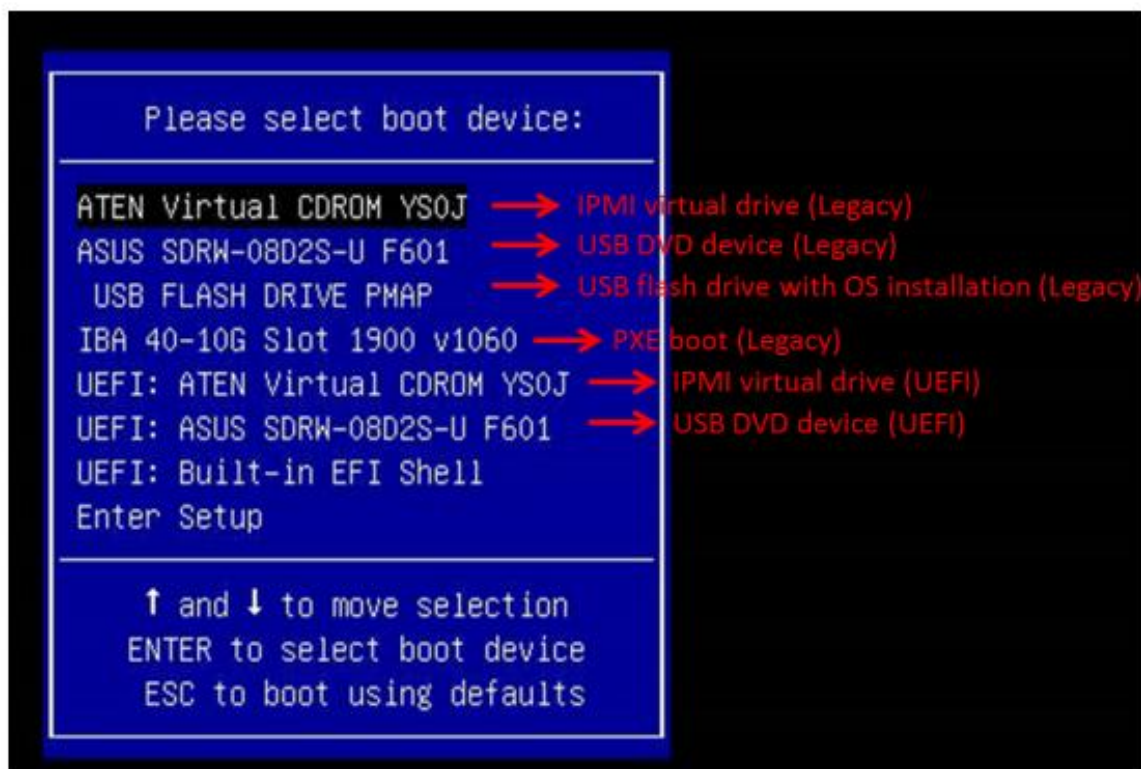 Please select boot device:
ATEN Virtual CDROM YS0J → IPMI virtual drive (Legacy)
ASUS SDRW-08D2S-U F601 → USB DVD device (Legacy)
USB FLASH DRIVE PMAP → USB flash drive with OS installation (Legacy)
IBA 40-10G Slot 1900 v1060 → PXE boot (Legacy)
UEFI: ATEN Virtual CDROM YS0J → IPMI virtual drive (UEFI)
UEFI: ASUS SDRW-08D2S-U F601 → USB DVD device (UEFI)
UEFI: Built-in EFI Shell
Enter Setup
↑ and ↓ to move selection
ENTER to select boot device
ESC to boot using defaults